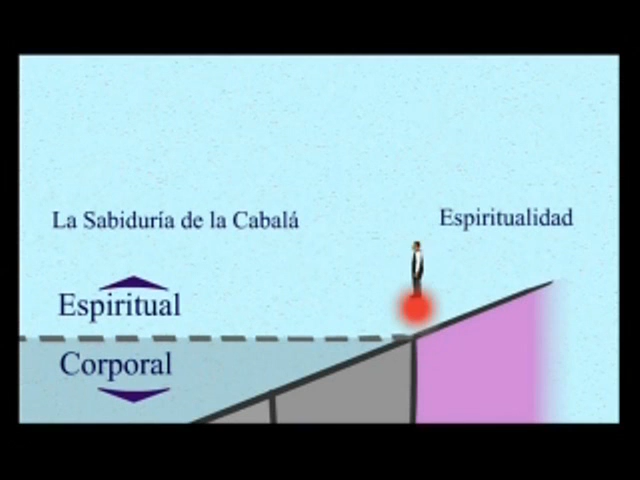 La Sabiduría de la Cabalá
Espiritualidad
Espiritual
Corporal